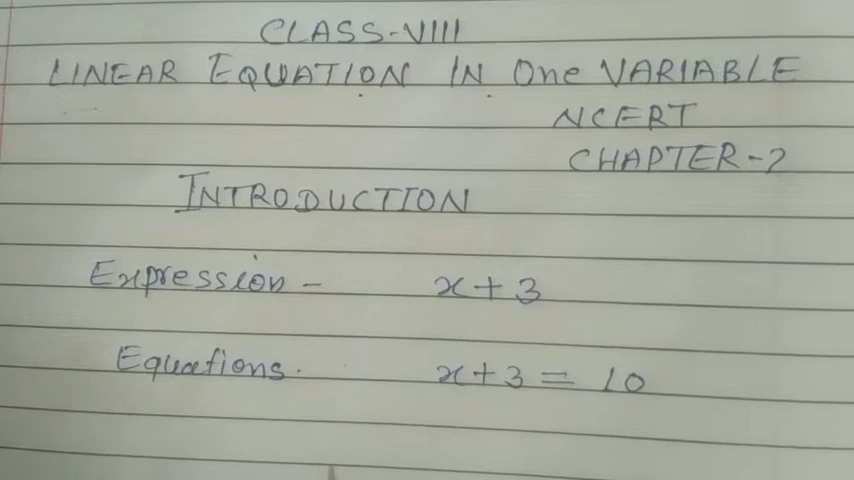 CLASS-VIII
LINEAR EQUATION IN One VARIABLE
NCERT
CHAPTER-2
INTRODUCTION
Expression - x + 3
Equations. x + 3 = 10